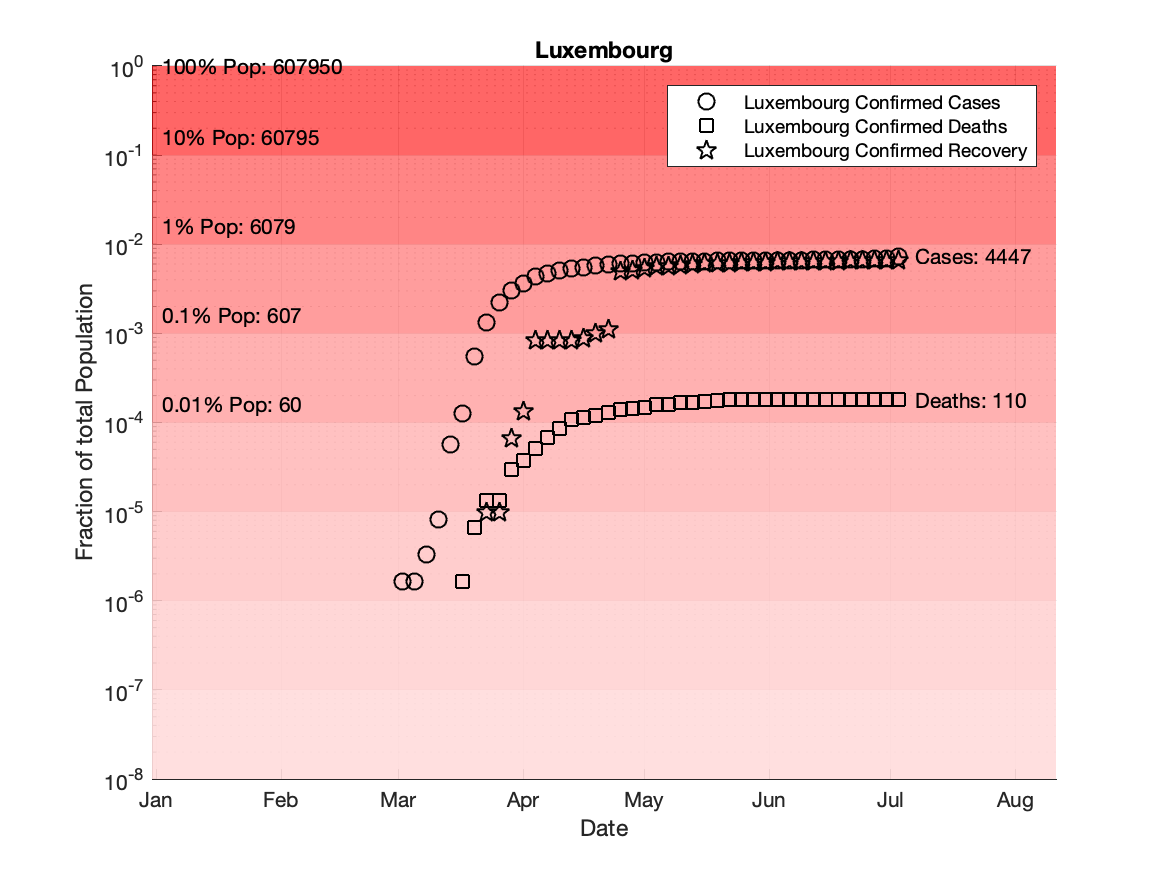 Luxembourg
10^0
100% Pop: 607950
Luxembourg Confirmed Cases
Luxembourg Confirmed Deaths
Luxembourg Confirmed Recovery
10% Pop: 60795
10^-1
1% Pop: 6079
10^-2
Cases: 4447
0.1% Pop: 607
10^-3
0.01% Pop: 60
Deaths: 110
10^-4
10^-5
10^-6
10^-7
10^-8
Fraction of total Population
Jan Feb Mar Apr May Jun Jul Aug
Date